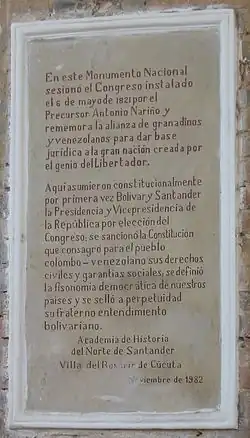 En este Monumento Nacional
sesionó el Congreso instalado
el 6 de mayo de 1821 por el
Precursor Antonio Nariño y
rememora la alianza de granadinos
y venezolanos para dar base
jurídica a la gran nación creada por
el genio del Libertador.
Aquí asumieron constitucionalmente
por primera vez Bolívar y Santander
la Presidencia y Vicepresidencia de
la República por elección del
Congreso, se sancionó la Constitución
que consagró para el pueblo
colombo-venezolano sus derechos
civiles y garantías sociales, se definió
la fisonomía democrática de nuestros
países y se selló a perpetuidad
su fraterno entendimiento
bolivariano.
Academia de Historia
del Norte de Santander
Villa del Rosario de Cúcuta
Noviembre de 1982